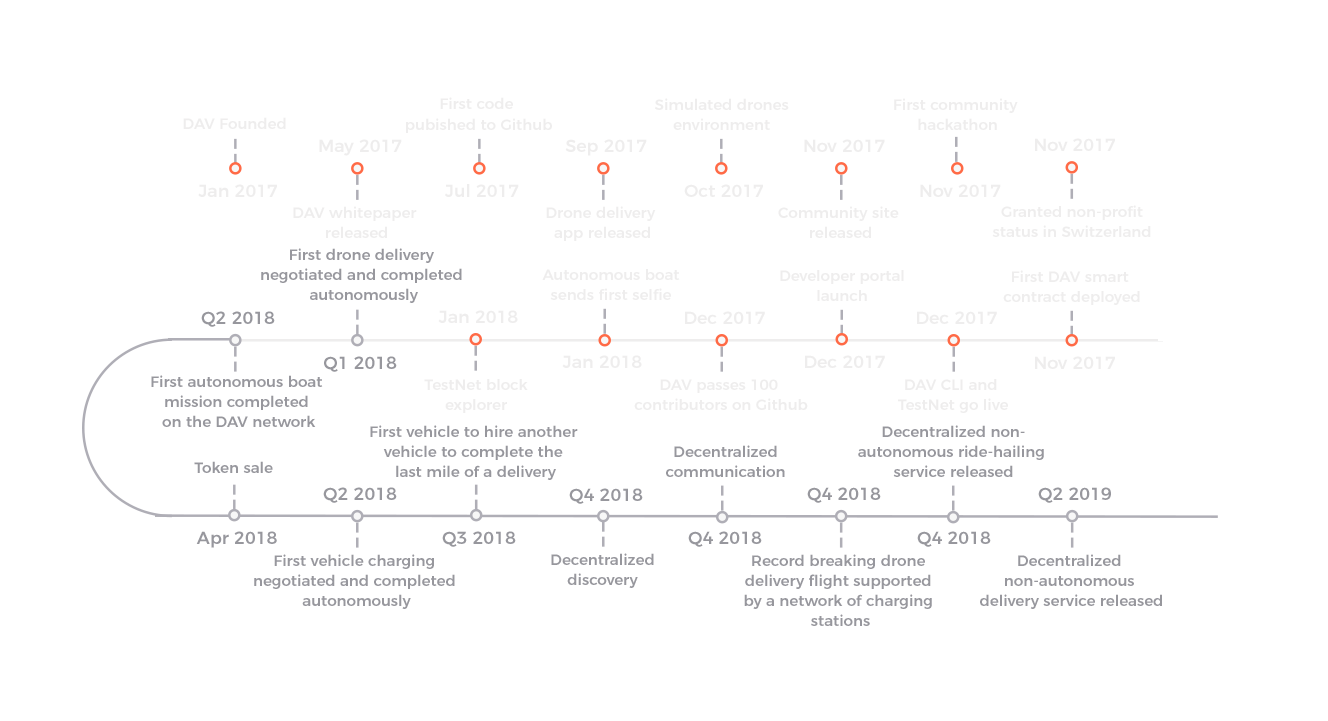 DAV Founded
Jan 2017
May 2017
DAV whitepaper
released
First code
pubished to Github
Jul 2017
Sep 2017
Drone delivery
app released
Simulated drones
environment
Oct 2017
Nov 2017
Community site
released
First community
hackathon
Nov 2017
Nov 2017
Granted non-profit
status in Switzerland
First DAV smart
contract deployed
Nov 2017
Dec 2017
DAV CLI and
TestNet go live
Developer portal
launch
Dec 2017
Dec 2017
DAV passes 100
contributors on Github
Autonomous boat
sends first selfie
Jan 2018
Jan 2018
TestNet block
explorer
First drone delivery
negotiated and completed
autonomously
Q1 2018
Q2 2018
First autonomous boat
mission completed
on the DAV network
Token sale
Apr 2018
Q2 2018
First vehicle charging
negotiated and completed
autonomously
First vehicle to hire another
vehicle to complete the
last mile of a delivery
Q3 2018
Q4 2018
Decentralized
discovery
Decentralized
communication
Q4 2018
Q4 2018
Record breaking drone
delivery flight supported
by a network of charging
stations
Decentralized non-
autonomous ride-hailing
service released
Q4 2018
Q2 2019
Decentralized
non-autonomous
delivery service released